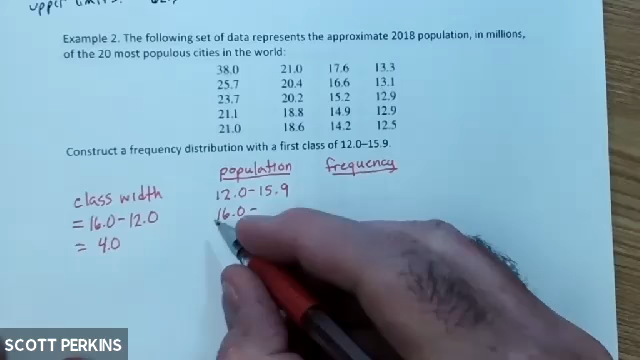 upper limits.
Example 2. The following set of data represents the approximate 2018 population, in millions,
of the 20 most populous cities in the world:
38.0 21.0 17.6 13.3
25.7 20.4 16.6 13.1
23.7 20.2 15.2 12.9
21.1 18.8 14.9 12.9
21.0 18.6 14.2 12.5
Construct a frequency distribution with a first class of 12.0–15.9.
population frequency
class width 12.0-15.9
= 16.0-12.0 16.0-
= 4.0
SCOTT PERKINS